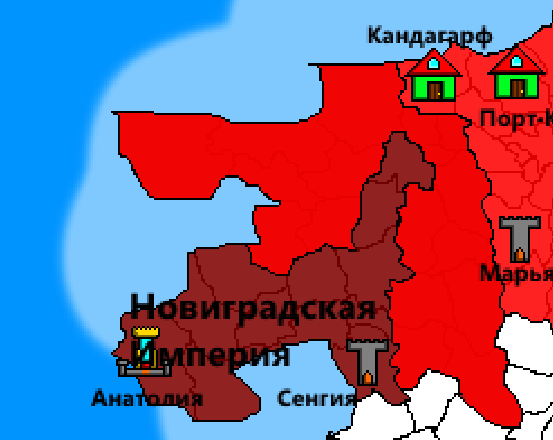 Кандагарф
Порт-К
Марья
Новиградская
Империя
Анатолия
Сенгия